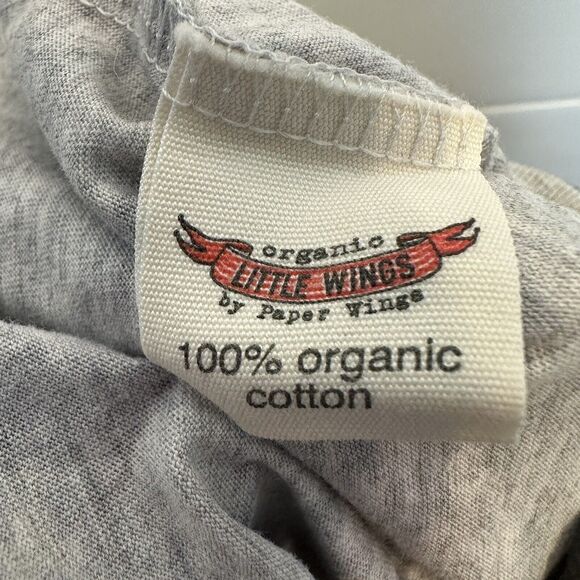 organic
LITTLE WINGS
by Paper Wings
100% organic
cotton